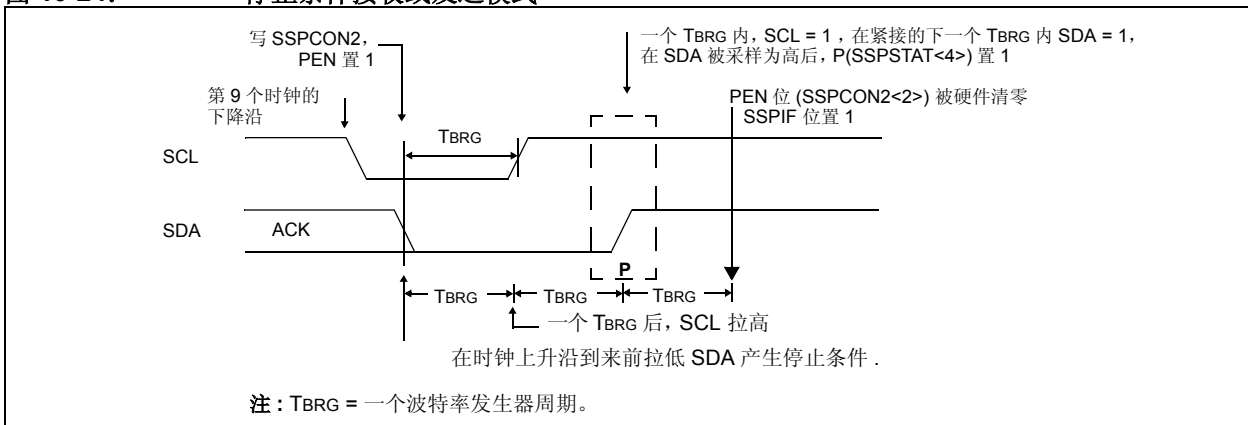 写 SSPCON2，
PEN 置 1
一个 TBRG 内，SCL = 1 ，在紧接的下一个 TBRG 内 SDA = 1，
在 SDA 被采样为高后，P(SSPSTAT<4>) 置 1
第 9 个时钟的
下降沿
PEN 位 (SSPCON2<2>) 被硬件清零
SSPIF 位置 1
TBRG
SCL
SDA
ACK
P
TBRG
TBRG
TBRG
一个 TBRG 后，SCL 拉高
在时钟上升沿到来前拉低 SDA 产生停止条件 .
注 : TBRG = 一个波特率发生器周期。